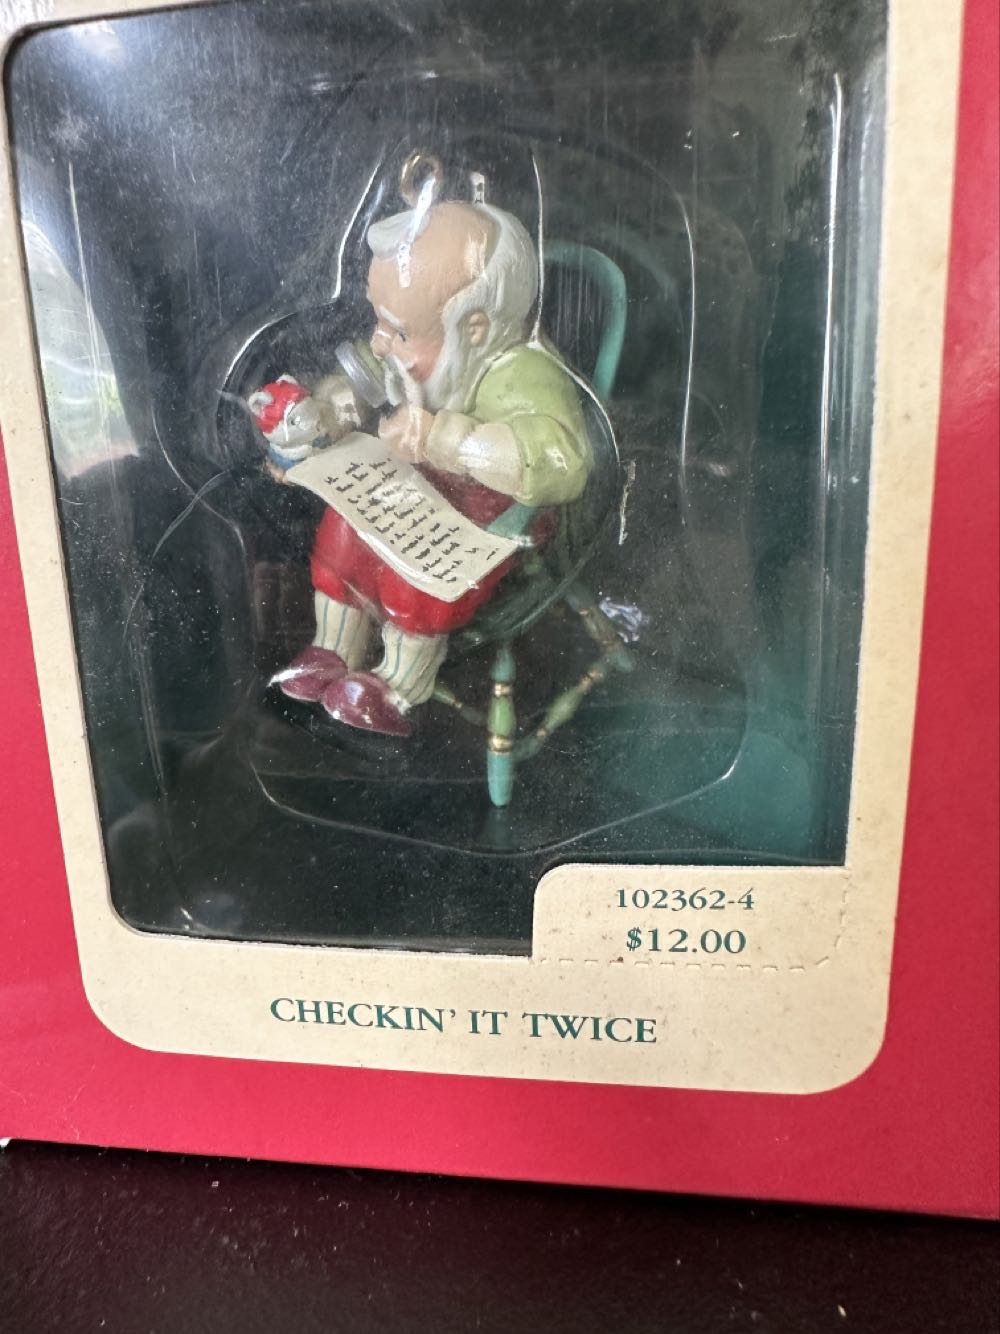 102362-4
$12.00
CHECKIN' IT TWICE